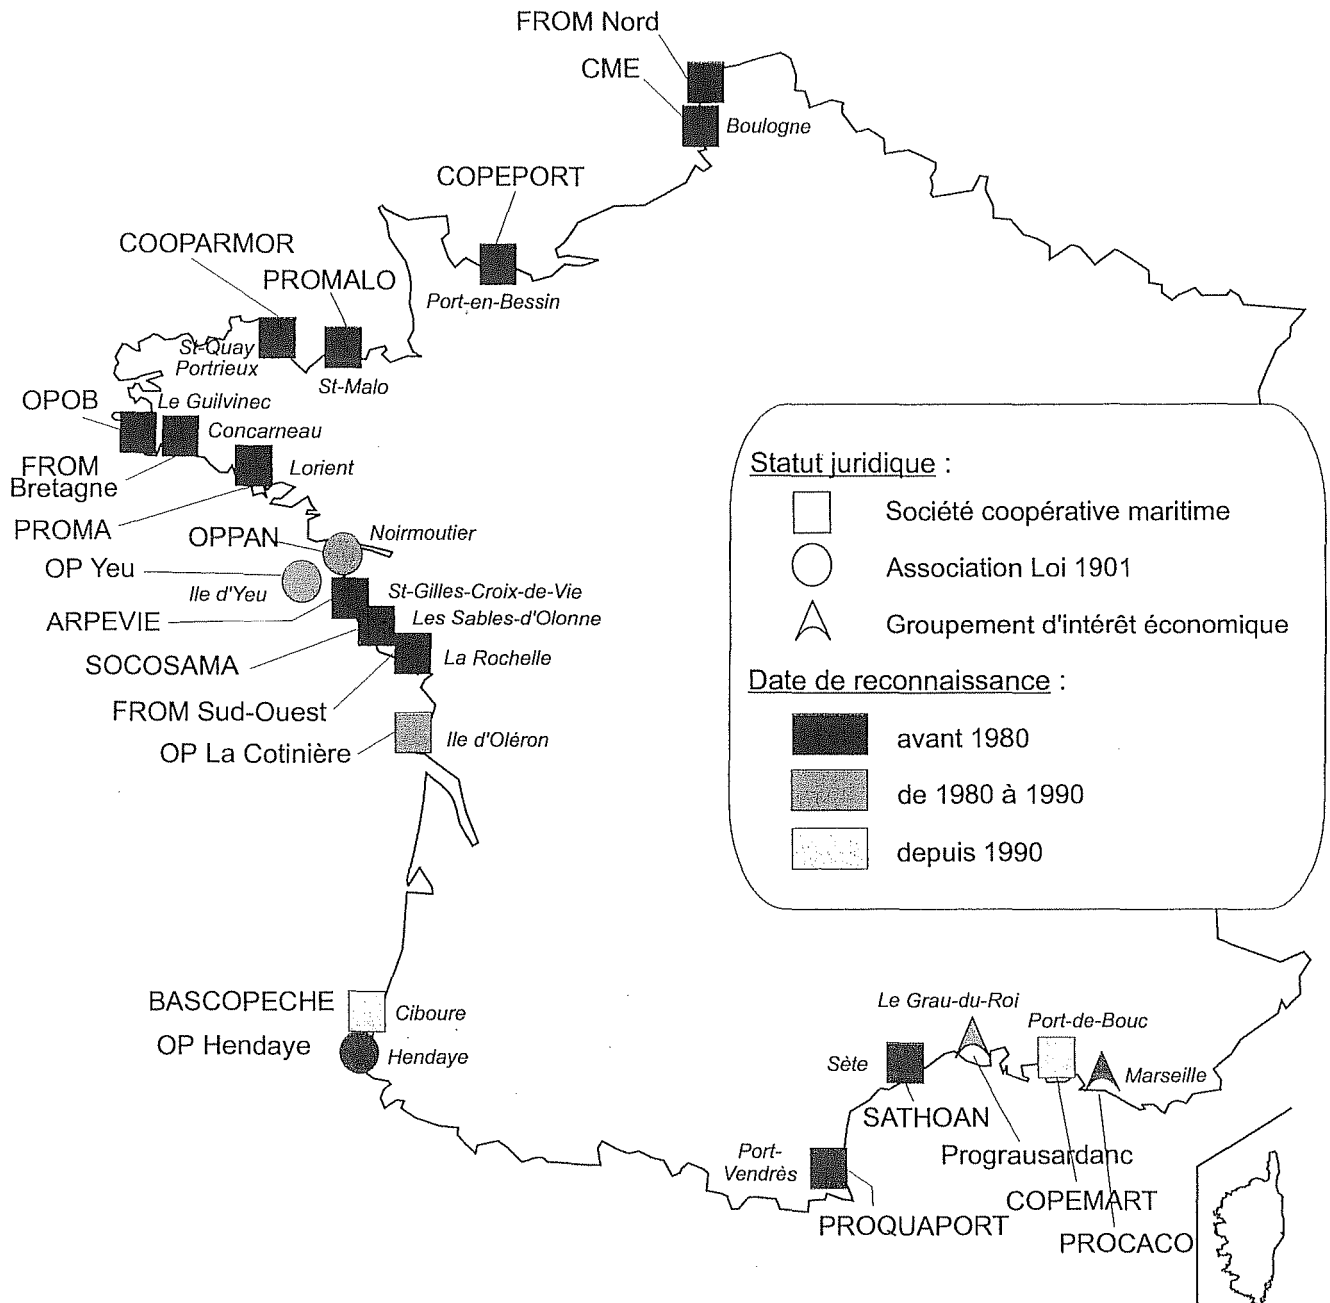 FROM Nord
CME
Boulogne
COPEPORT
Port-en-Bessin
COOPARMOR
PROMALO
St-Quay
Portrieux
St-Malo
OPOB
Le Guilvinec
Concarneau
FROM
Bretagne
Lorient
PROMA
OPPAN
Noirmoutier
OP Yeu
Ile d'Yeu
St-Gilles-Croix-de-Vie
ARPEVIE
Les Sables-d'Olonne
SOCOSAMA
La Rochelle
FROM Sud-Ouest
OP La Cotinière
Ile d'Oléron
Statut juridique :
Société coopérative maritime
Association Loi 1901
Groupement d'intérêt économique
Date de reconnaissance :
avant 1980
de 1980 à 1990
depuis 1990
BASCOPECHE
Ciboure
OP Hendaye
Hendaye
Le Grau-du-Roi
Port-de-Bouc
Sète
Marseille
SATHOAN
Port-
Vendrès
Prograusardanc
COPEMART
PROQUAPORT
PROCACO